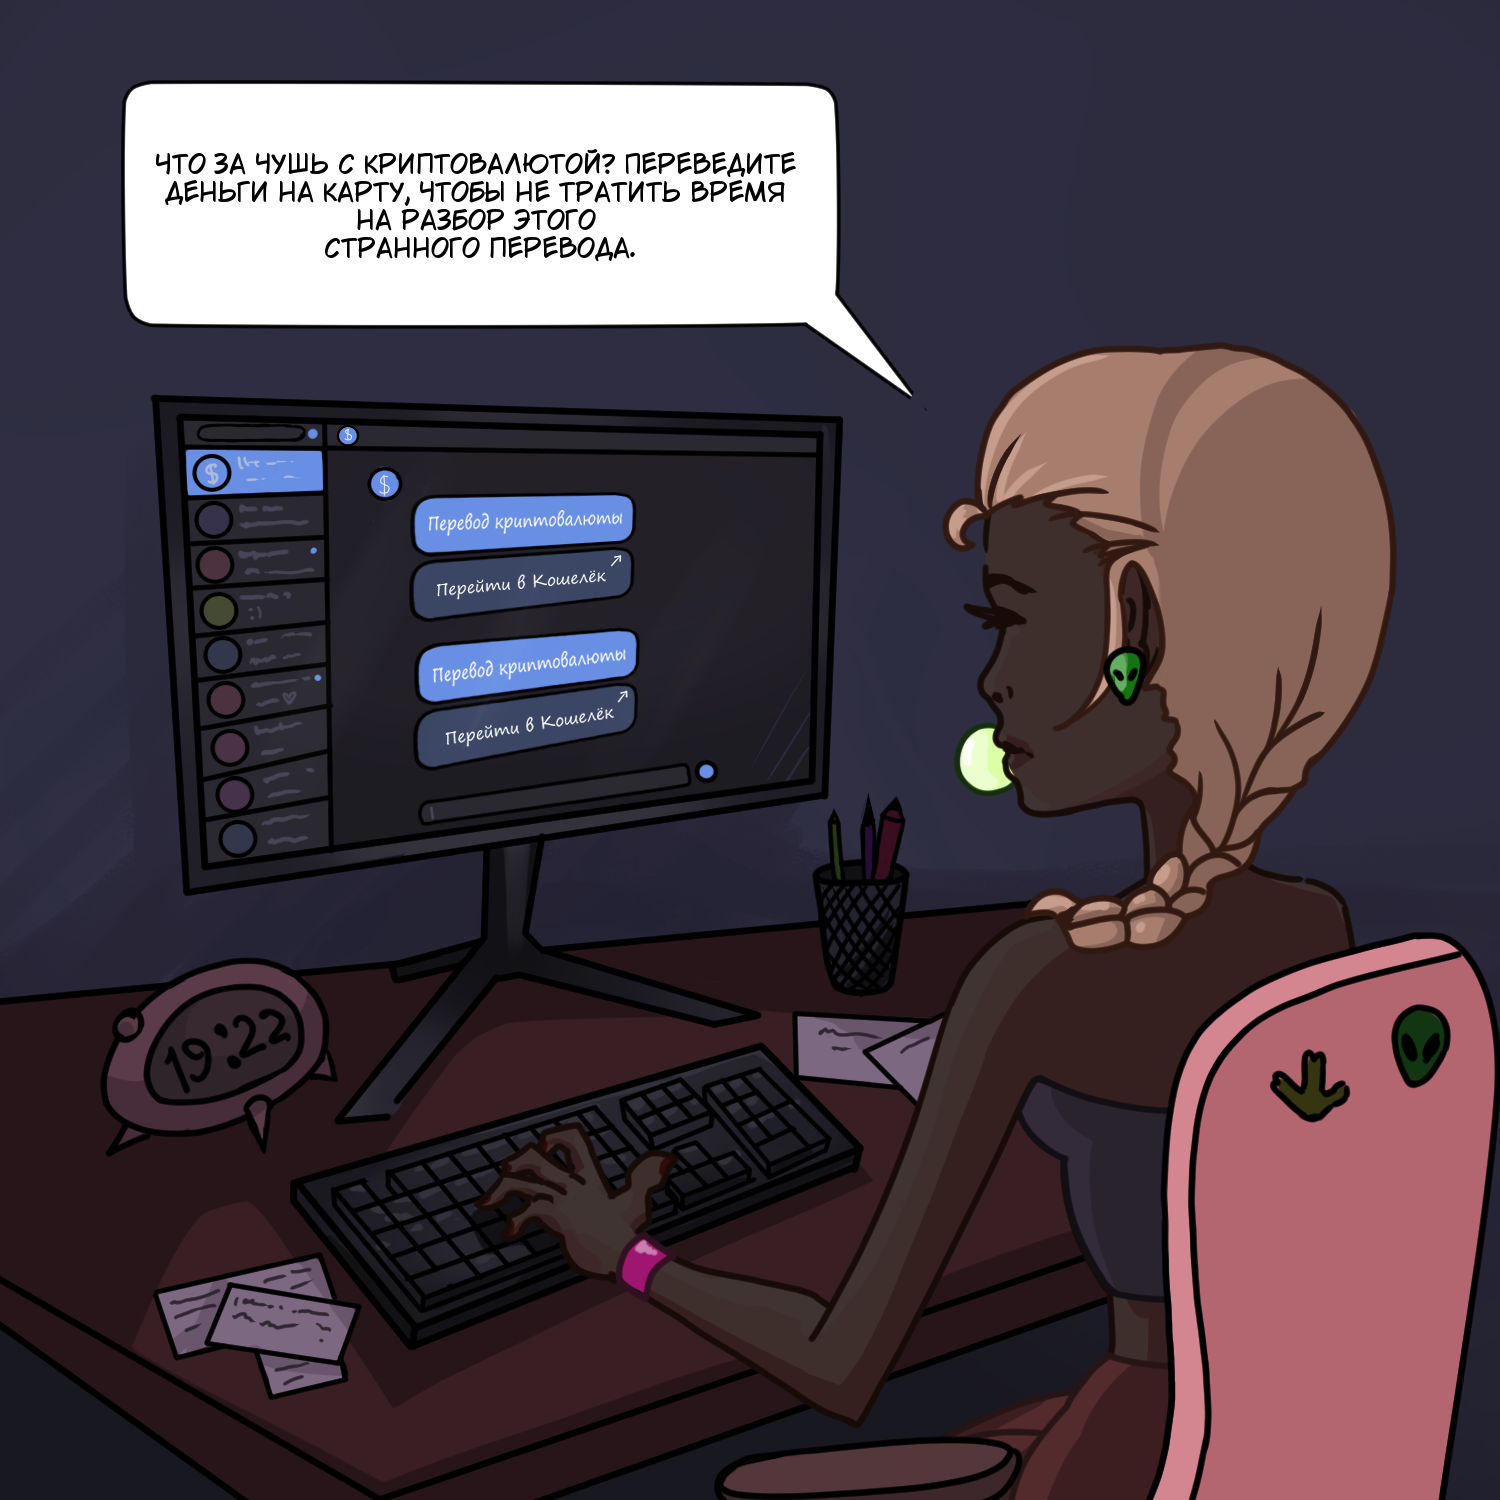 ЧТО ЗА ЧУШЬ С КРИПТОВАЛЮТОЙ? ПЕРЕВЕДИТЕ
ДЕНЬГИ НА КАРТУ, ЧТОБЫ НЕ ТРАТИТЬ ВРЕМЯ
НА РАЗБОР ЭТОГО
СТРАННОГО ПЕРЕВОДА.
$
$
$
Перевод криптовалюты
Перейти в Кошелёк
:)
Перевод криптовалюты
Перейти в Кошелёк
19:22